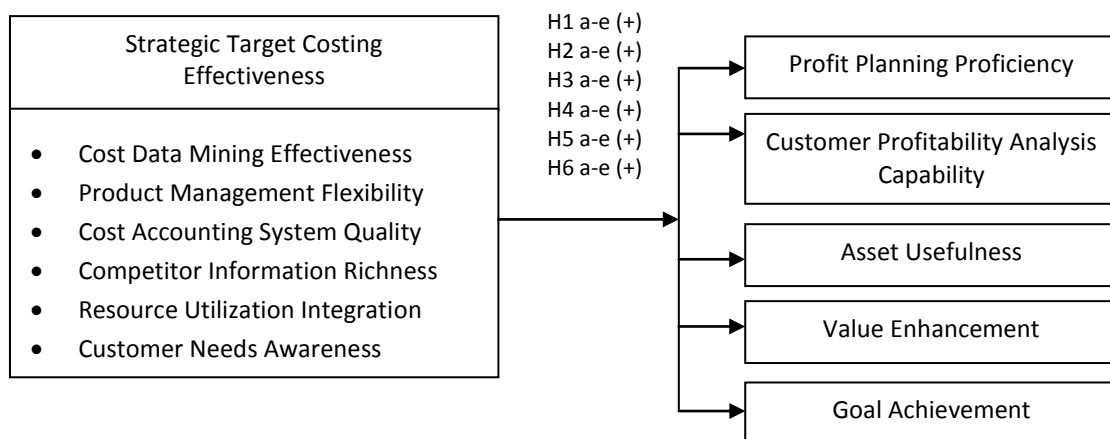 Strategic Target Costing
Effectiveness
• Cost Data Mining Effectiveness
• Product Management Flexibility
• Cost Accounting System Quality
• Competitor Information Richness
• Resource Utilization Integration
• Customer Needs Awareness
H1 a-e (+)
H2 a-e (+)
H3 a-e (+)
H4 a-e (+)
H5 a-e (+)
H6 a-e (+)
Profit Planning Proficiency
Customer Profitability Analysis
Capability
Asset Usefulness
Value Enhancement
Goal Achievement